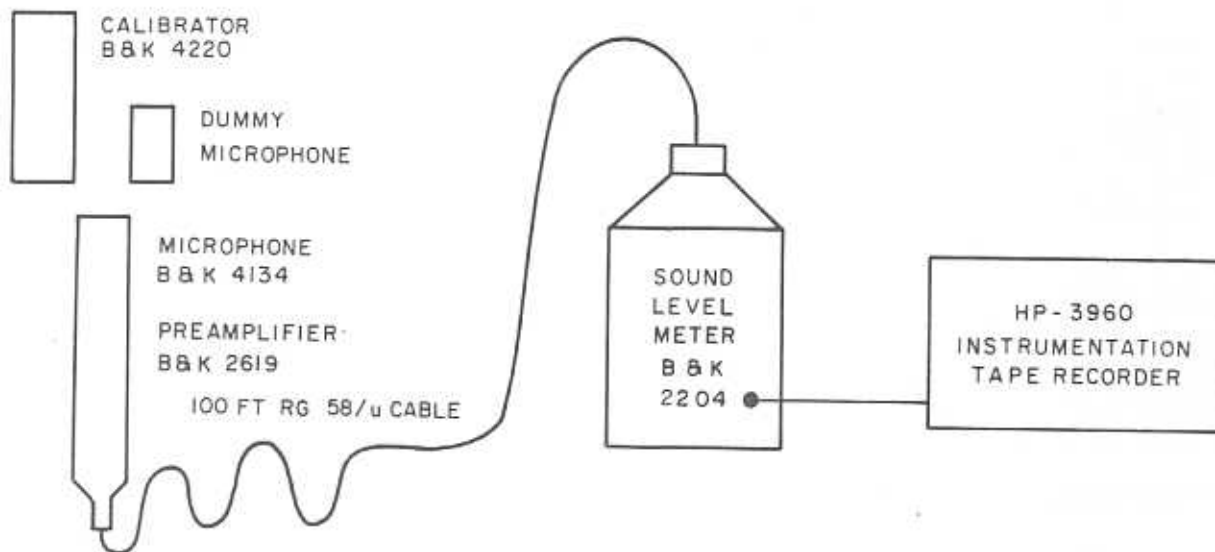 CALIBRATOR
B&K 4220
DUMMY
MICROPHONE
MICROPHONE
B&K 4134
PREAMPLIFIER
B&K 2619
100 FT RG 58/u CABLE
SOUND
LEVEL
METER
B & K
2204
HP-3960
INSTRUMENTATION
TAPE RECORDER